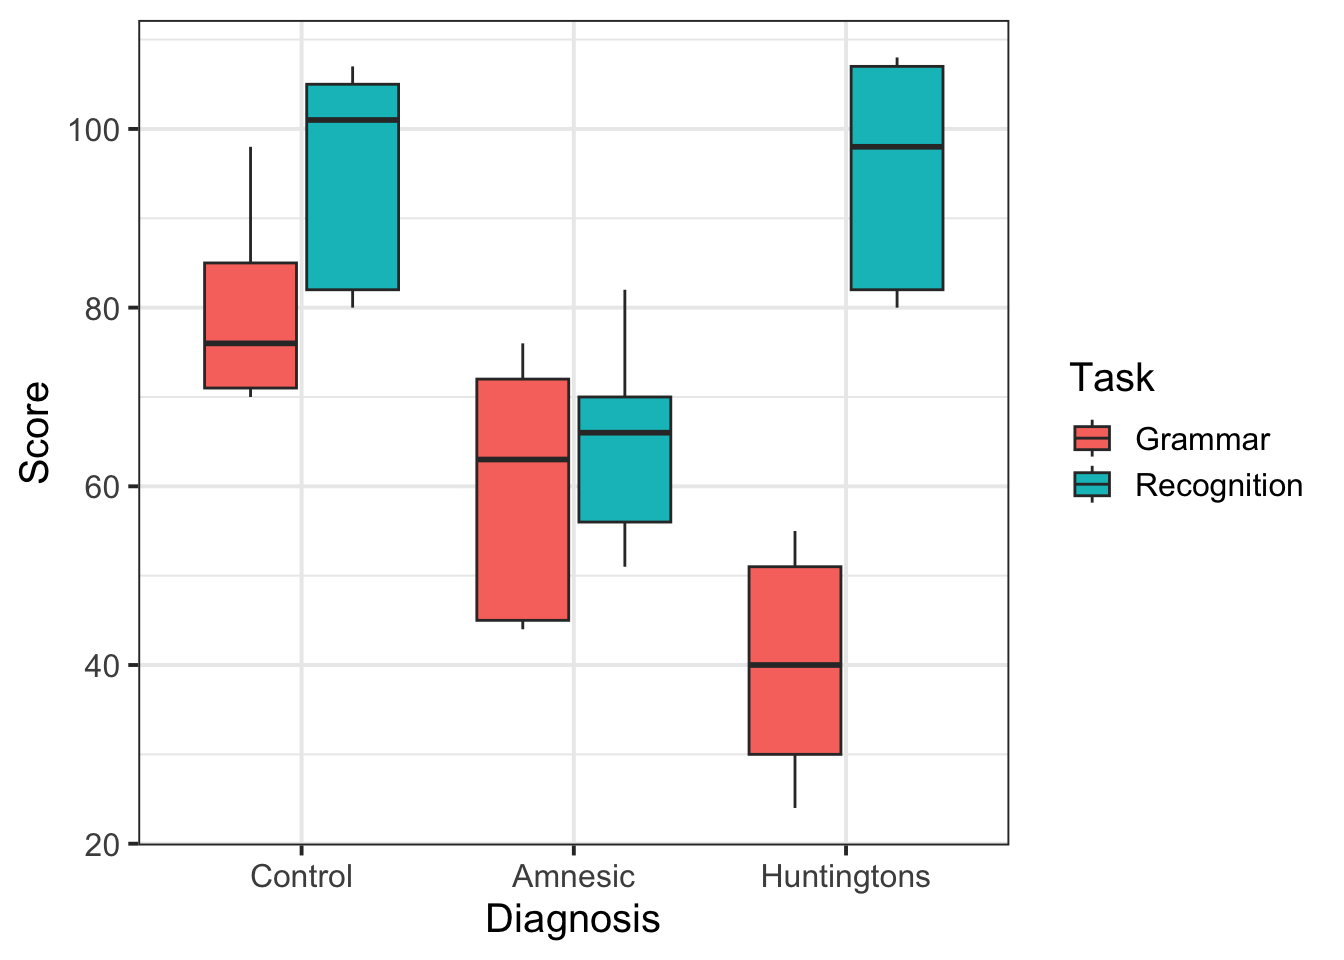 100
80
60
40
20
Score
Control Amnesic Huntingtons
Diagnosis
Task
Grammar
Recognition